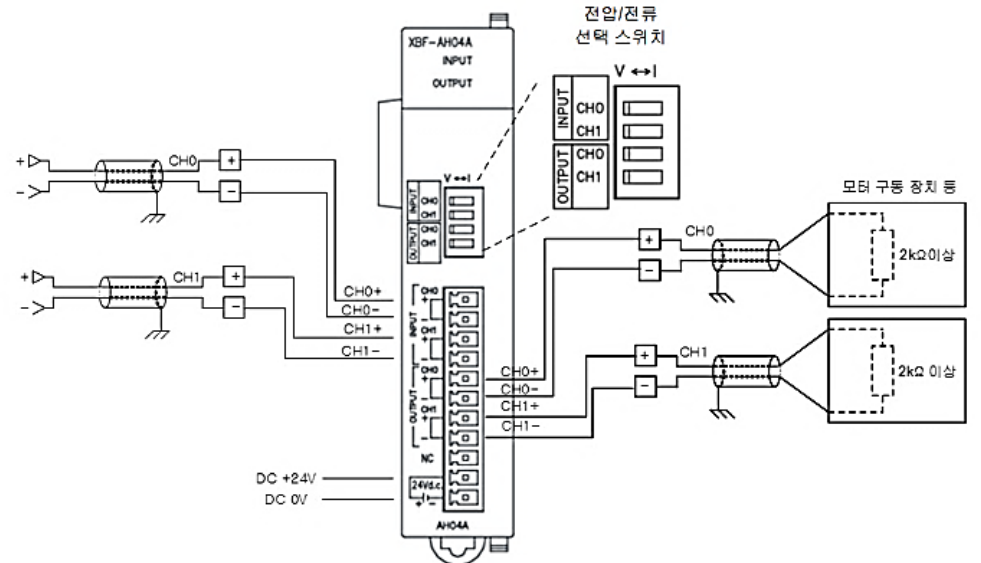 전압/전류
선택 스위치
V ↔I
INPUT
CH0
CH1
OUTPUT
CH0
CH1
XBF-AH04A
INPUT
OUTPUT
V ↔I
INPUT
CH0
CH1
OUTPUT
CH0
CH1
+
-
CH0
+
-
+
-
CH1
+
-
CH0+
CH0-
CH1+
CH1-
INPUT
CH0
+
-
CH1
+
-
OUTPUT
CH0
+
-
CH1
+
-
NC
24Vd.c.
+ -
DC +24V
DC 0V
AH04A
CH0+
CH0-
CH1+
CH1-
+
-
CH0
+
-
CH1
모터 구동 장치 등
2kΩ이상
2kΩ 이상